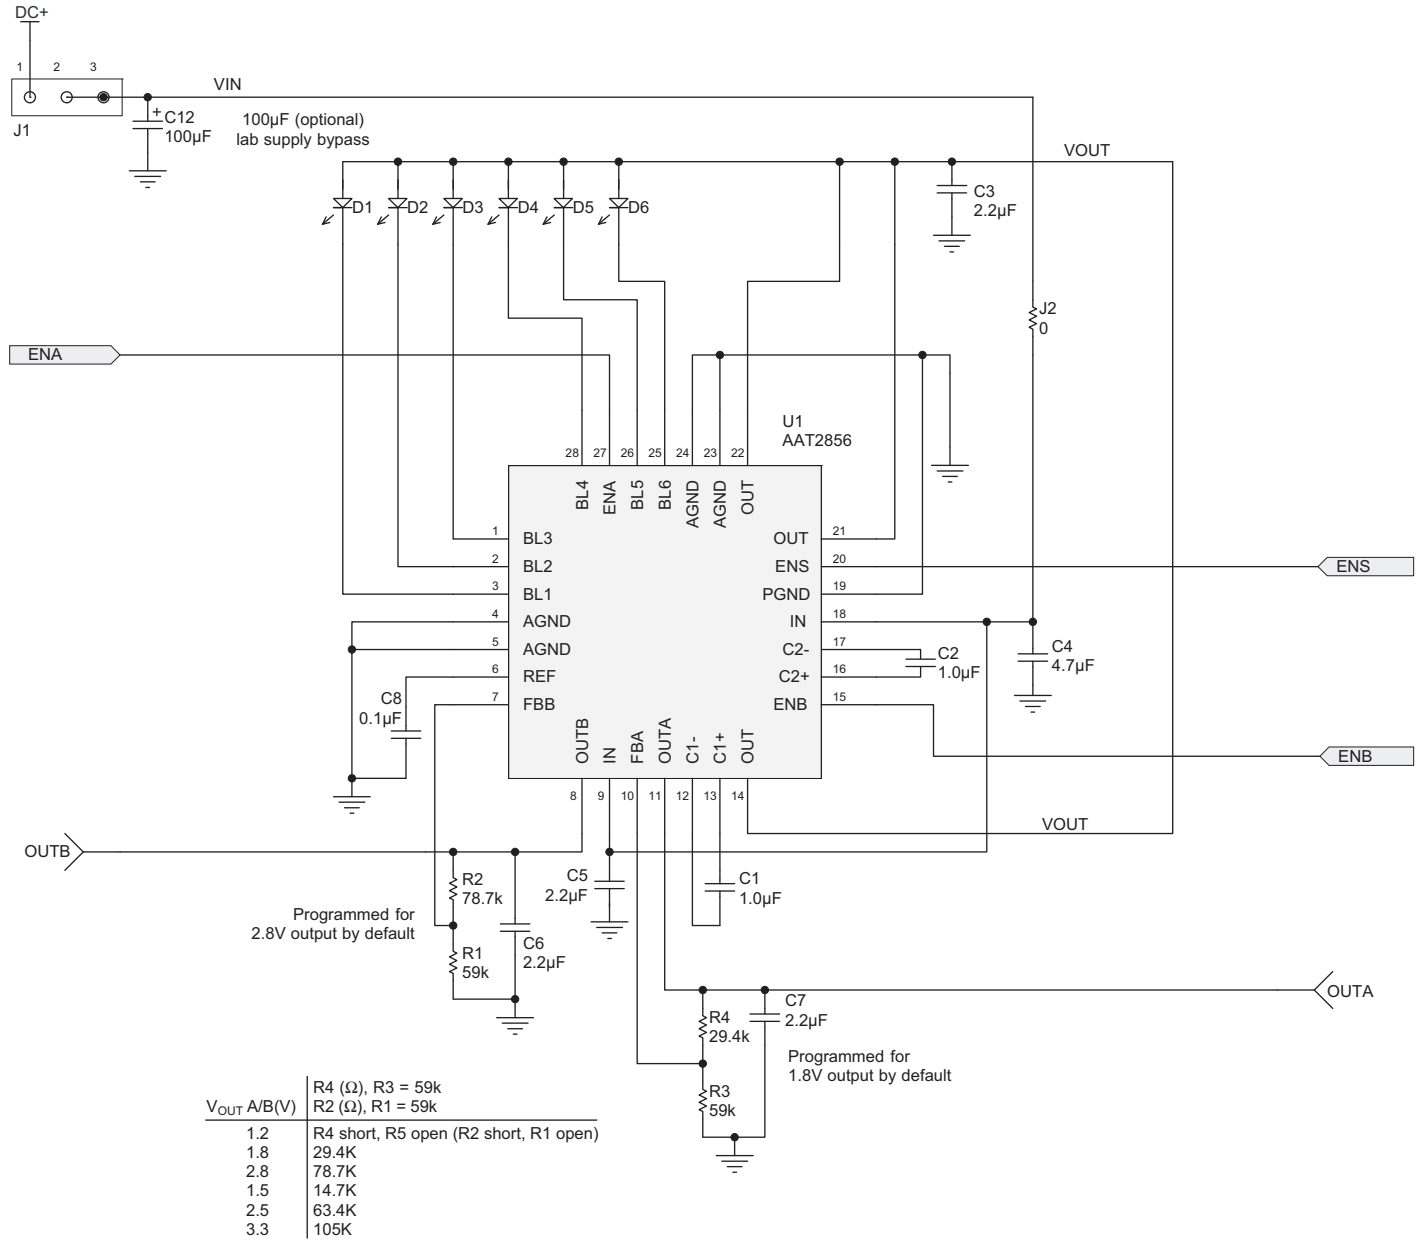 DC+
1 2 3
J1
VIN
+ C12
100µF
100µF (optional)
lab supply bypass
VOUT
D1 D2 D3 D4 D5 D6
C3
2.2µF
J2
0
ENA
U1
AAT2856
28 27 26 25 24 23 22
BL4 ENA BL5 BL6 AGND AGND OUT
1 BL3
2 BL2
3 BL1
4 AGND
5 AGND
6 REF
7 FBB
OUT 21
ENS 20
PGND 19
IN 18
C2- 17
C2+ 16
ENB 15
ENS
C2
1.0µF
C4
4.7µF
ENB
C8
0.1µF
OUTB IN FBA OUTA C1- C1+ OUT
8 9 10 11 12 13 14
VOUT
OUTB
R2
78.7k
C5
2.2µF
C1
1.0µF
Programmed for
2.8V output by default
R1
59k
C6
2.2µF
OUTA
R4
29.4k
C7
2.2µF
Programmed for
1.8V output by default
R3
59k
R4 (Ω), R3 = 59k
VOUT A/B(V) R2 (Ω), R1 = 59k
1.2 R4 short, R5 open (R2 short, R1 open)
1.8 29.4K
2.8 78.7K
1.5 14.7K
2.5 63.4K
3.3 105K